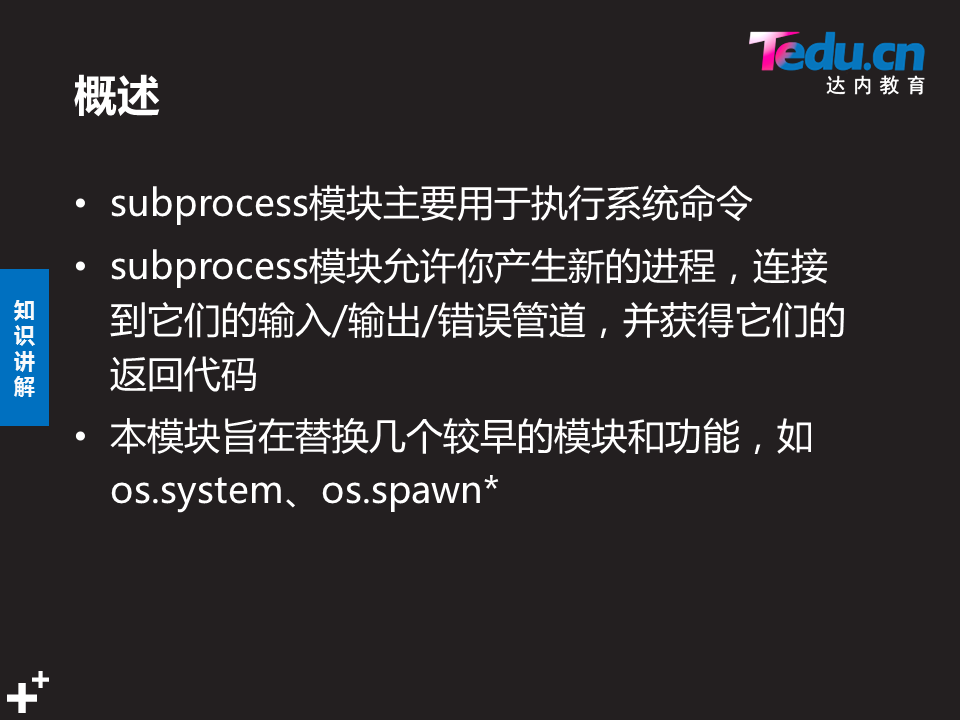 Tedu.cn
达内教育
概述
• subprocess模块主要用于执行系统命令
• subprocess模块允许你产生新的进程，连接
到它们的输入/输出/错误管道，并获得它们的
返回代码
• 本模块旨在替换几个较早的模块和功能，如
os.system、os.spawn*
知
识
讲
解